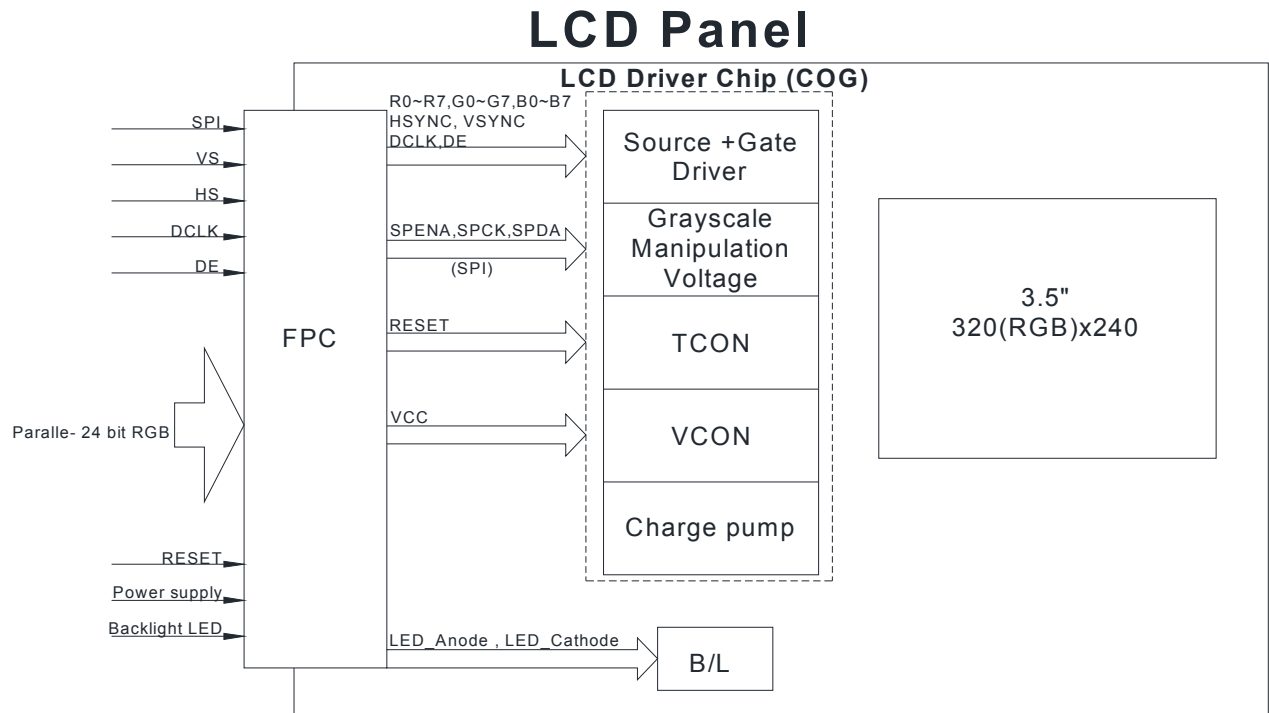 LCD Panel
LCD Driver Chip (COG)
SPI
VS
HS
DCLK
DE
Paralle- 24 bit RGB
RESET
Power supply
Backlight LED
FPC
R0~R7,G0~G7,B0~B7
HSYNC, VSYNC
DCLK,DE
SPENA,SPCK,SPDA
(SPI)
RESET
VCC
LED_Anode , LED_Cathode
Source +Gate
Driver
Grayscale
Manipulation
Voltage
TCON
VCON
Charge pump
B/L
3.5"
320(RGB)x240